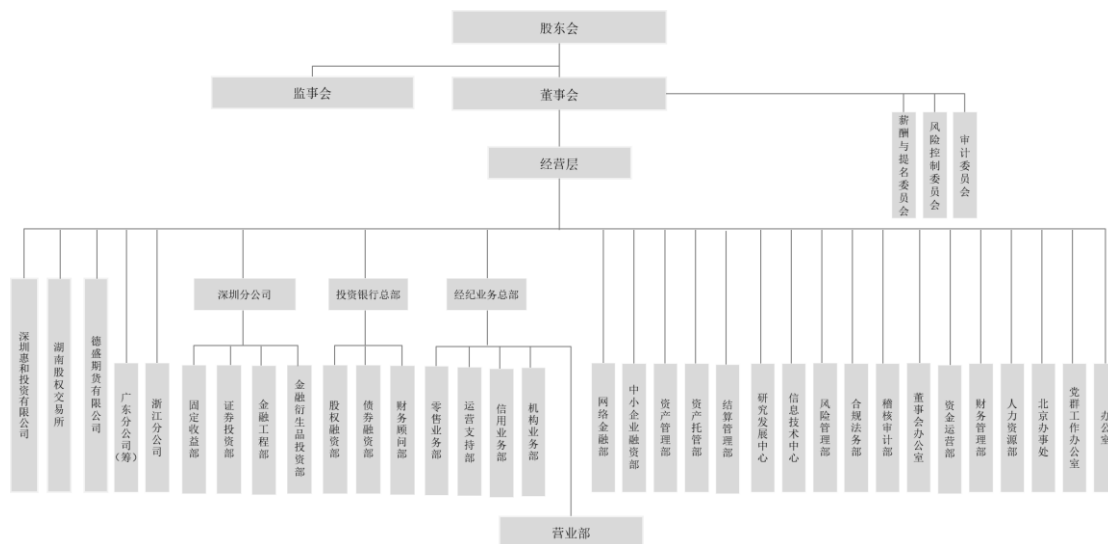 股东会
监事会
董事会
薪酬与提名委员会
风险控制委员会
审计委员会
经营层
深圳分公司
投资银行总部
经纪业务总部
深圳惠和投资有限公司
湖南股权交易所
德盛期货有限公司
广东分公司（筹）
浙江分公司
固定收益部
证券投资部
金融工程部
金融衍生品投资部
股权融资部
债券融资部
财务顾问部
零售业务部
运营支持部
信用业务部
机构业务部
网络金融部
中小企业融资部
资产管理部
资产托管部
结算管理部
研究发展中心
信息技术中心
风险管理部
合规法务部
稽核审计部
董事会办公室
资金运营部
财务管理部
人力资源部
北京办事处
党群工作办公室
办公室
营业部